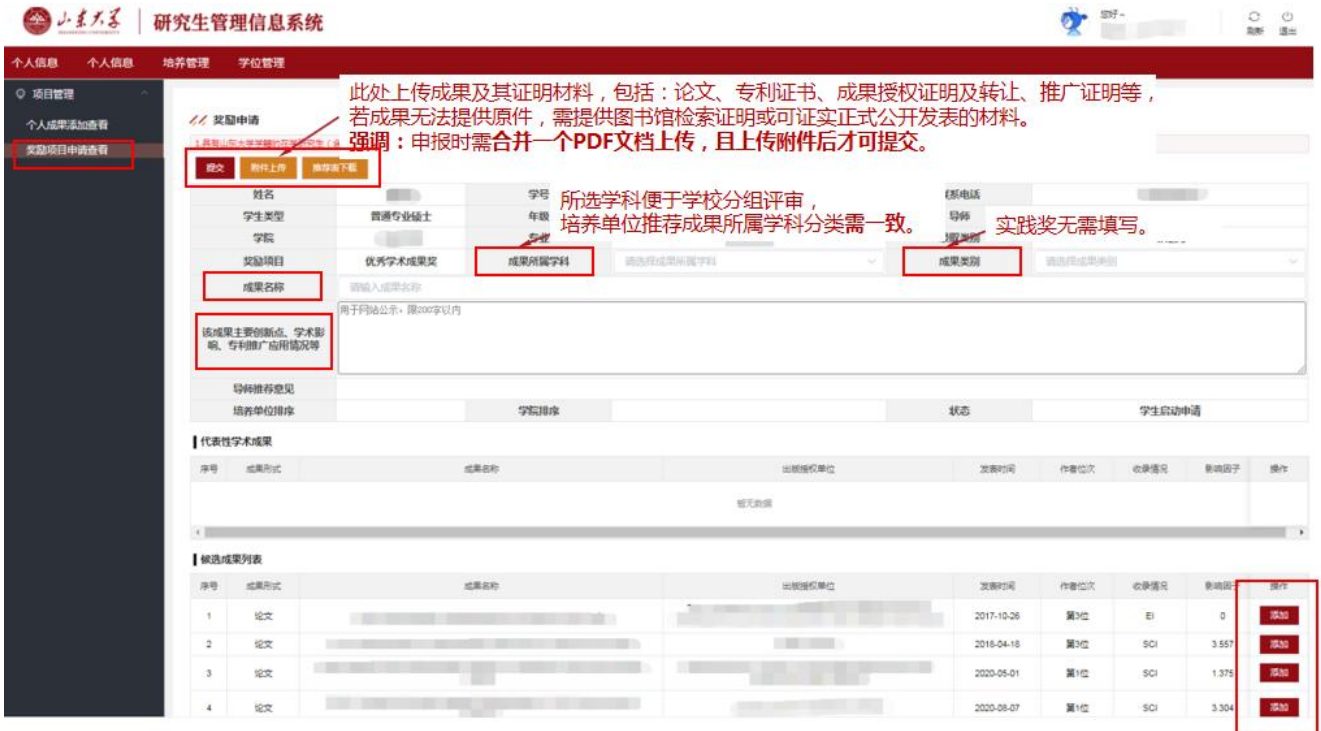 山东大学 研究生管理信息系统
您好~
刷新 退出
个人信息 个人信息 培养管理 学位管理
项目管理
个人成果添加查看
奖励项目申请查看
此处上传成果及其证明材料，包括：论文、专利证书、成果授权证明及转让、推广证明等，
若成果无法提供原件，需提供图书馆检索证明或可证实正式公开发表的材料。
强调：申报时需合并一个PDF文档上传，且上传附件后才可提交。
奖励申请
提交 附件上传 推荐表下载
所选学科便于学校分组评审，
培养单位推荐成果所属学科分类需一致。
实践奖无需填写。
姓名 学号 联系电话
学生类型 普通专业硕士 年级 导师
学院 专业
奖励项目 优秀学术成果奖 成果所属学科 请选择成果所属学科 成果类别 请选择成果类别
成果名称 请输入成果名称
该成果主要创新点、学术影
响、专利推广应用情况等
用于网站公示，限200字以内
导师推荐意见
培养单位排序 学院排序 状态 学生启动申请
代表性学术成果
序号 成果形式 成果名称 出版授权单位 发表时间 作者位次 收录情况 影响因子 操作
暂无数据
候选成果列表
序号 成果形式 成果名称 出版授权单位 发表时间 作者位次 收录情况 影响因子 操作
1 论文 2017-10-26 第3位 EI 0 添加
2 论文 2018-04-18 第3位 SCI 3.557 添加
3 论文 2020-05-01 第1位 SCI 1.375 添加
4 论文 2020-08-07 第1位 SCI 3.304 添加